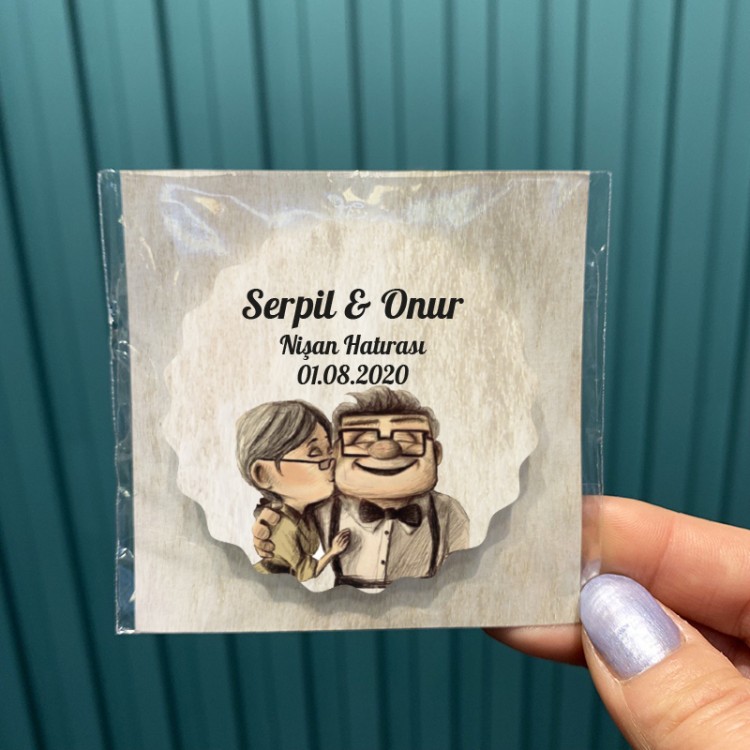 Serpil & Onur
Nişan Hatırası
01.08.2020